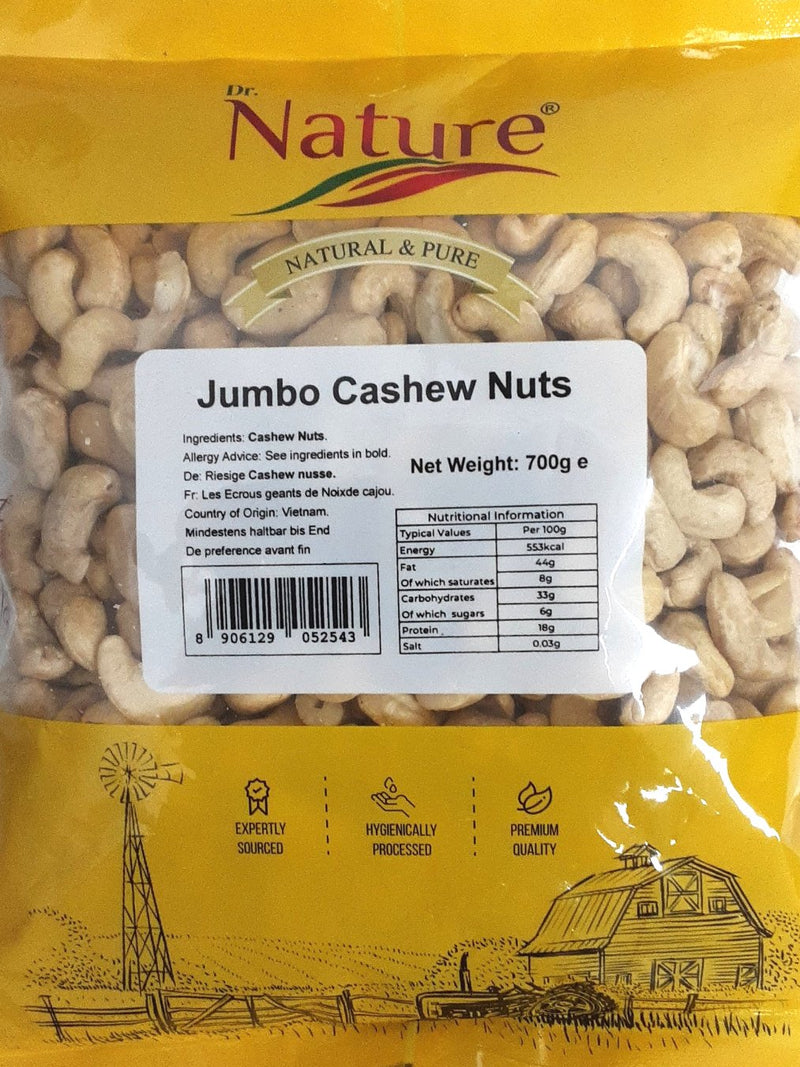 Dr.
Nature®
NATURAL & PURE
Jumbo Cashew Nuts
Ingredients: Cashew Nuts.
Allergy Advice: See ingredients in bold.
De: Riesige Cashew nusse.
Fr: Les Ecrous geants de Noixde cajou.
Country of Origin: Vietnam.
Mindestens haltbar bis End
De preference avant fin
Net Weight: 700g e
Nutritional Information
Typical Values Per 100g
Energy 553kcal
Fat 44g
Of which saturates 8g
Carbohydrates 33g
Of which sugars 6g
Protein 18g
Salt 0.03g
8 906129 052543
EXPERTLY
SOURCED
HYGIENICALLY
PROCESSED
PREMIUM
QUALITY